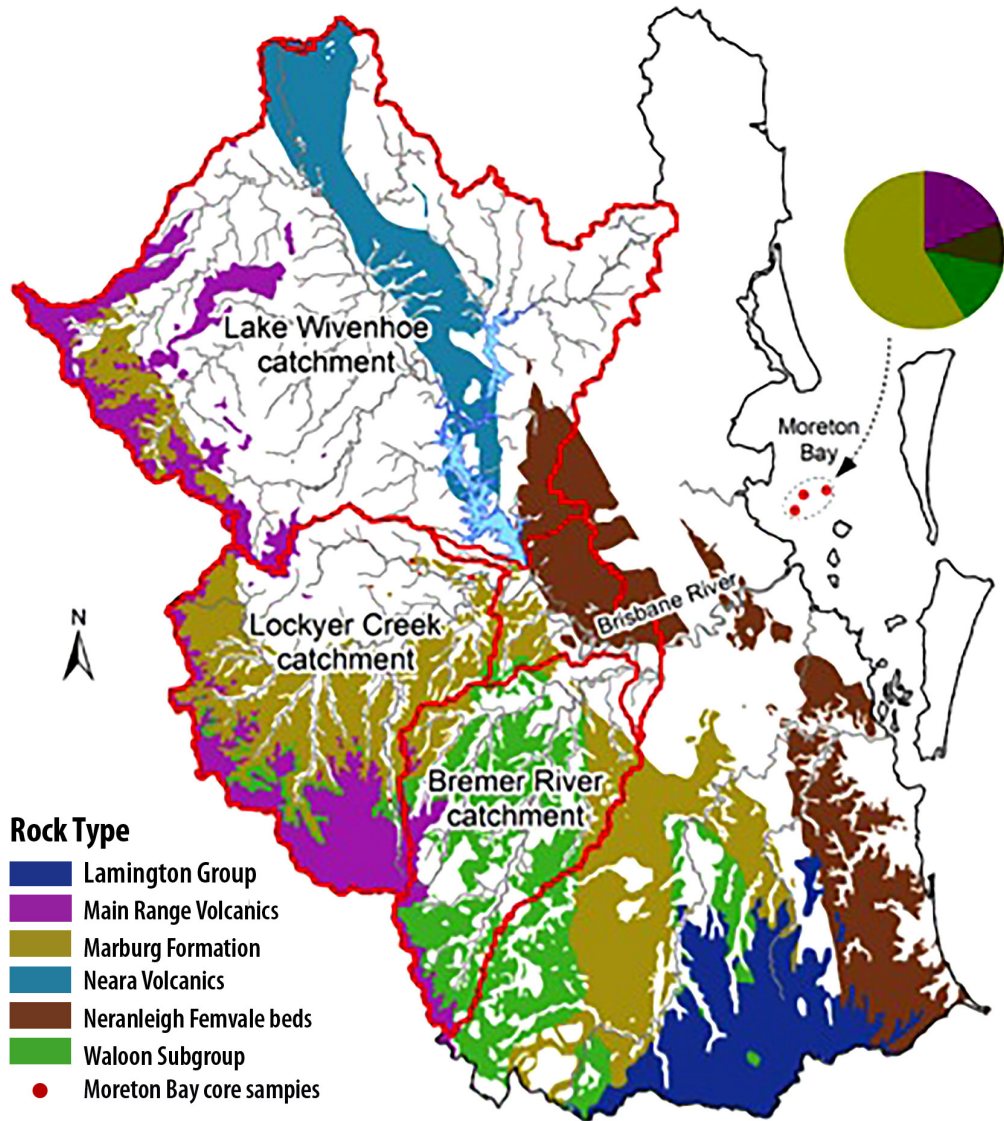 Lake Wivenhoe
catchment
Moreton
Bay
N
Lockyer Creek
catchment
Brisbane River
Bremer River
catchment
Rock Type
Lamington Group
Main Range Volcanics
Marburg Formation
Neara Volcanics
Neranleigh Femvale beds
Waloon Subgroup
Moreton Bay core sampies